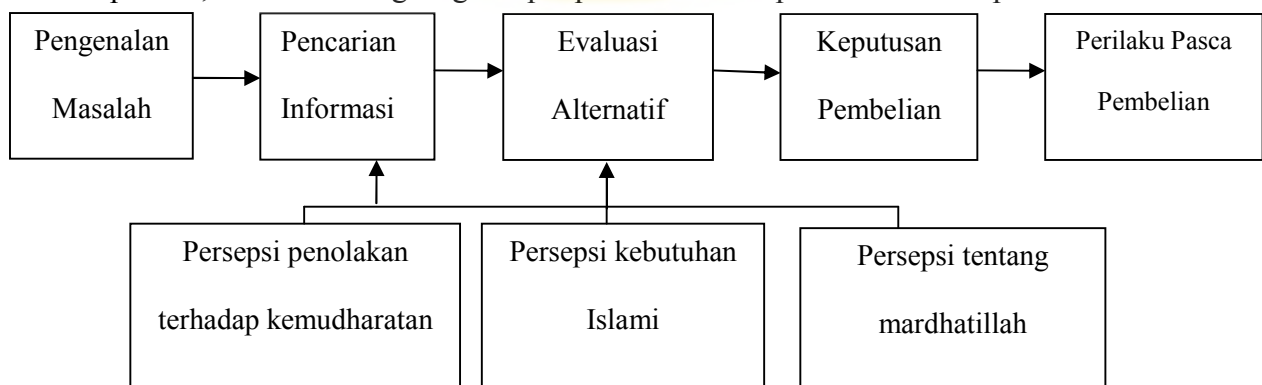 Pengenalan
Masalah
Pencarian
Informasi
Evaluasi
Alternatif
Keputusan
Pembelian
Perilaku Pasca
Pembelian
Persepsi penolakan
terhadap kemudharatan
Persepsi kebutuhan
Islami
Persepsi tentang
mardhatillah